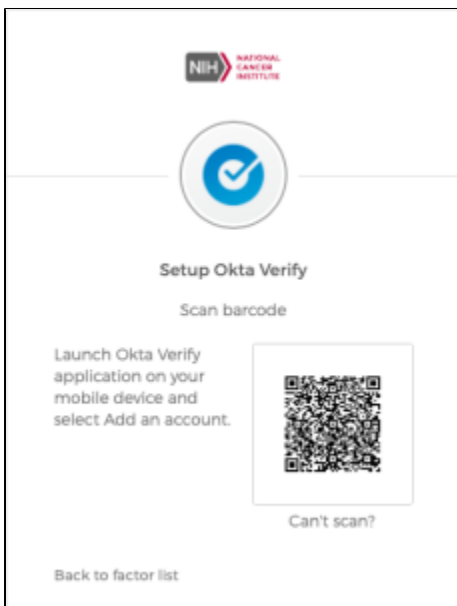 NIH NATIONAL
CANCER
INSTITUTE
Setup Okta Verify
Scan barcode
Launch Okta Verify
application on your
mobile device and
select Add an account.
Can't scan?
Back to factor list